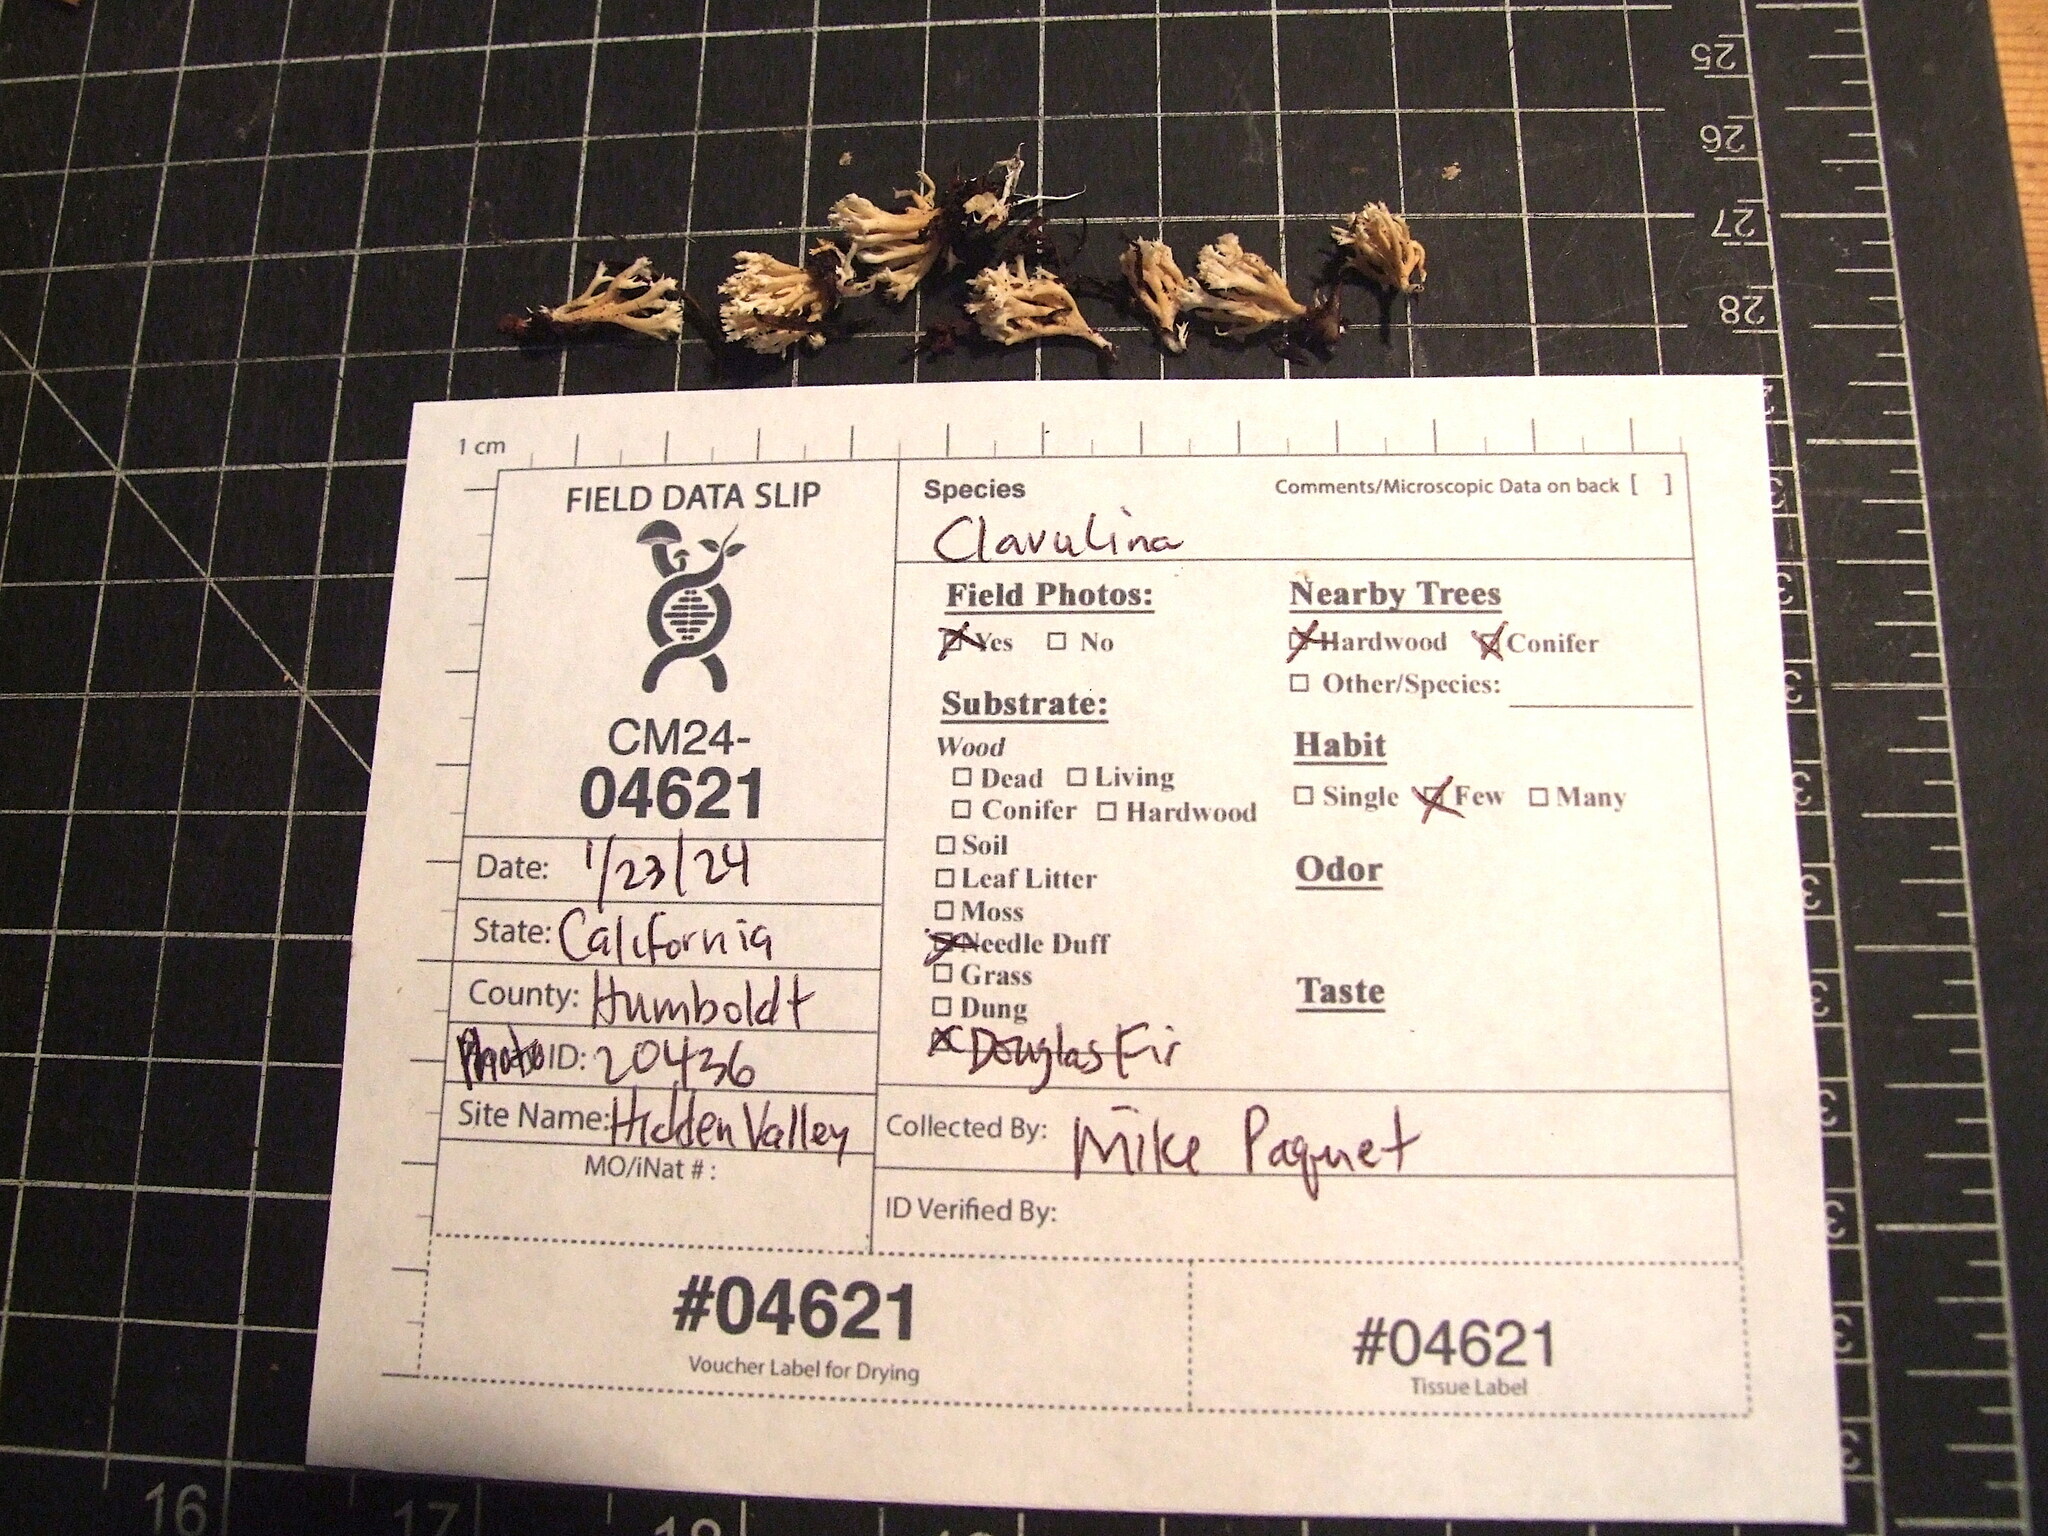 25
26
27
28
1 cm
FIELD DATA SLIP
CM24-
04621
Date: 1/23/24
State: California
County: Humboldt
Photo ID: 20436
Site Name: Hidden Valley
MO/iNat # :
Species
Comments/Microscopic Data on back [ ]
Clavulina
Field Photos:
Yes No
Substrate:
Wood
Dead Living
Conifer Hardwood
Soil
Leaf Litter
Moss
Needle Duff
Grass
Dung
Douglas Fir
Nearby Trees
Hardwood Conifer
Other/Species:
Habit
Single Few Many
Odor
Taste
Collected By: Mike Paquet
ID Verified By:
#04621
Voucher Label for Drying
#04621
Tissue Label
16
17